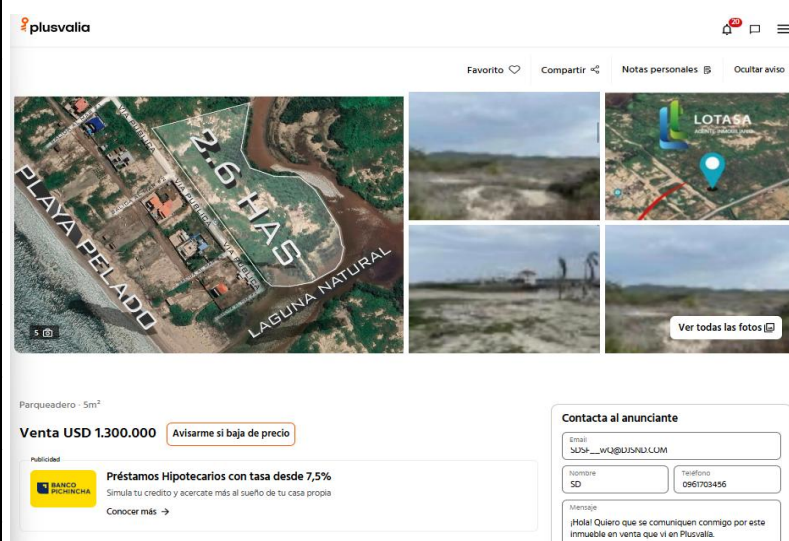 plusvalia
20
Favorito
Compartir
Notas personales
Ocultar aviso
VIA PUBLICA
VIA PUBLICA
VIA PUBLICA
2.6 HAS
PLAYA PELADO
LAGUNA NATURAL
5
LOTASA
AGENTE INMOBILIARIO
Ver todas las fotos
Parqueadero · 5m²
Venta USD 1.300.000
Avisarme si baja de precio
Publicidad
BANCO
PICHINCHA
Préstamos Hipotecarios con tasa desde 7,5%
Simula tu credito y acercate más al sueño de tu casa propia
Conocer más →
Contacta al anunciante
Email
SDSF__wQ@DJSND.COM
Nombre
SD
Teléfono
0961703456
Mensaje
¡Hola! Quiero que se comuniquen conmigo por este
inmueble en venta que vi en Plusvalía.